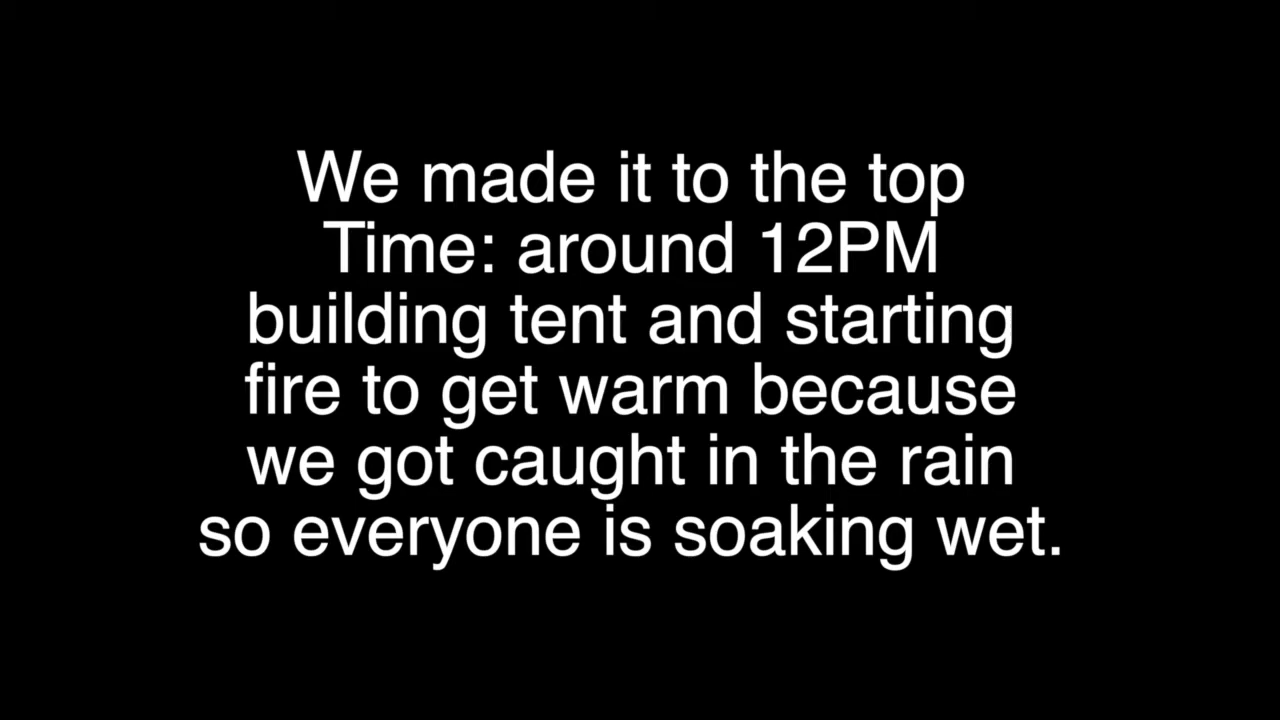 We made it to the top
Time: around 12PM
building tent and starting
fire to get warm because
we got caught in the rain
so everyone is soaking wet.